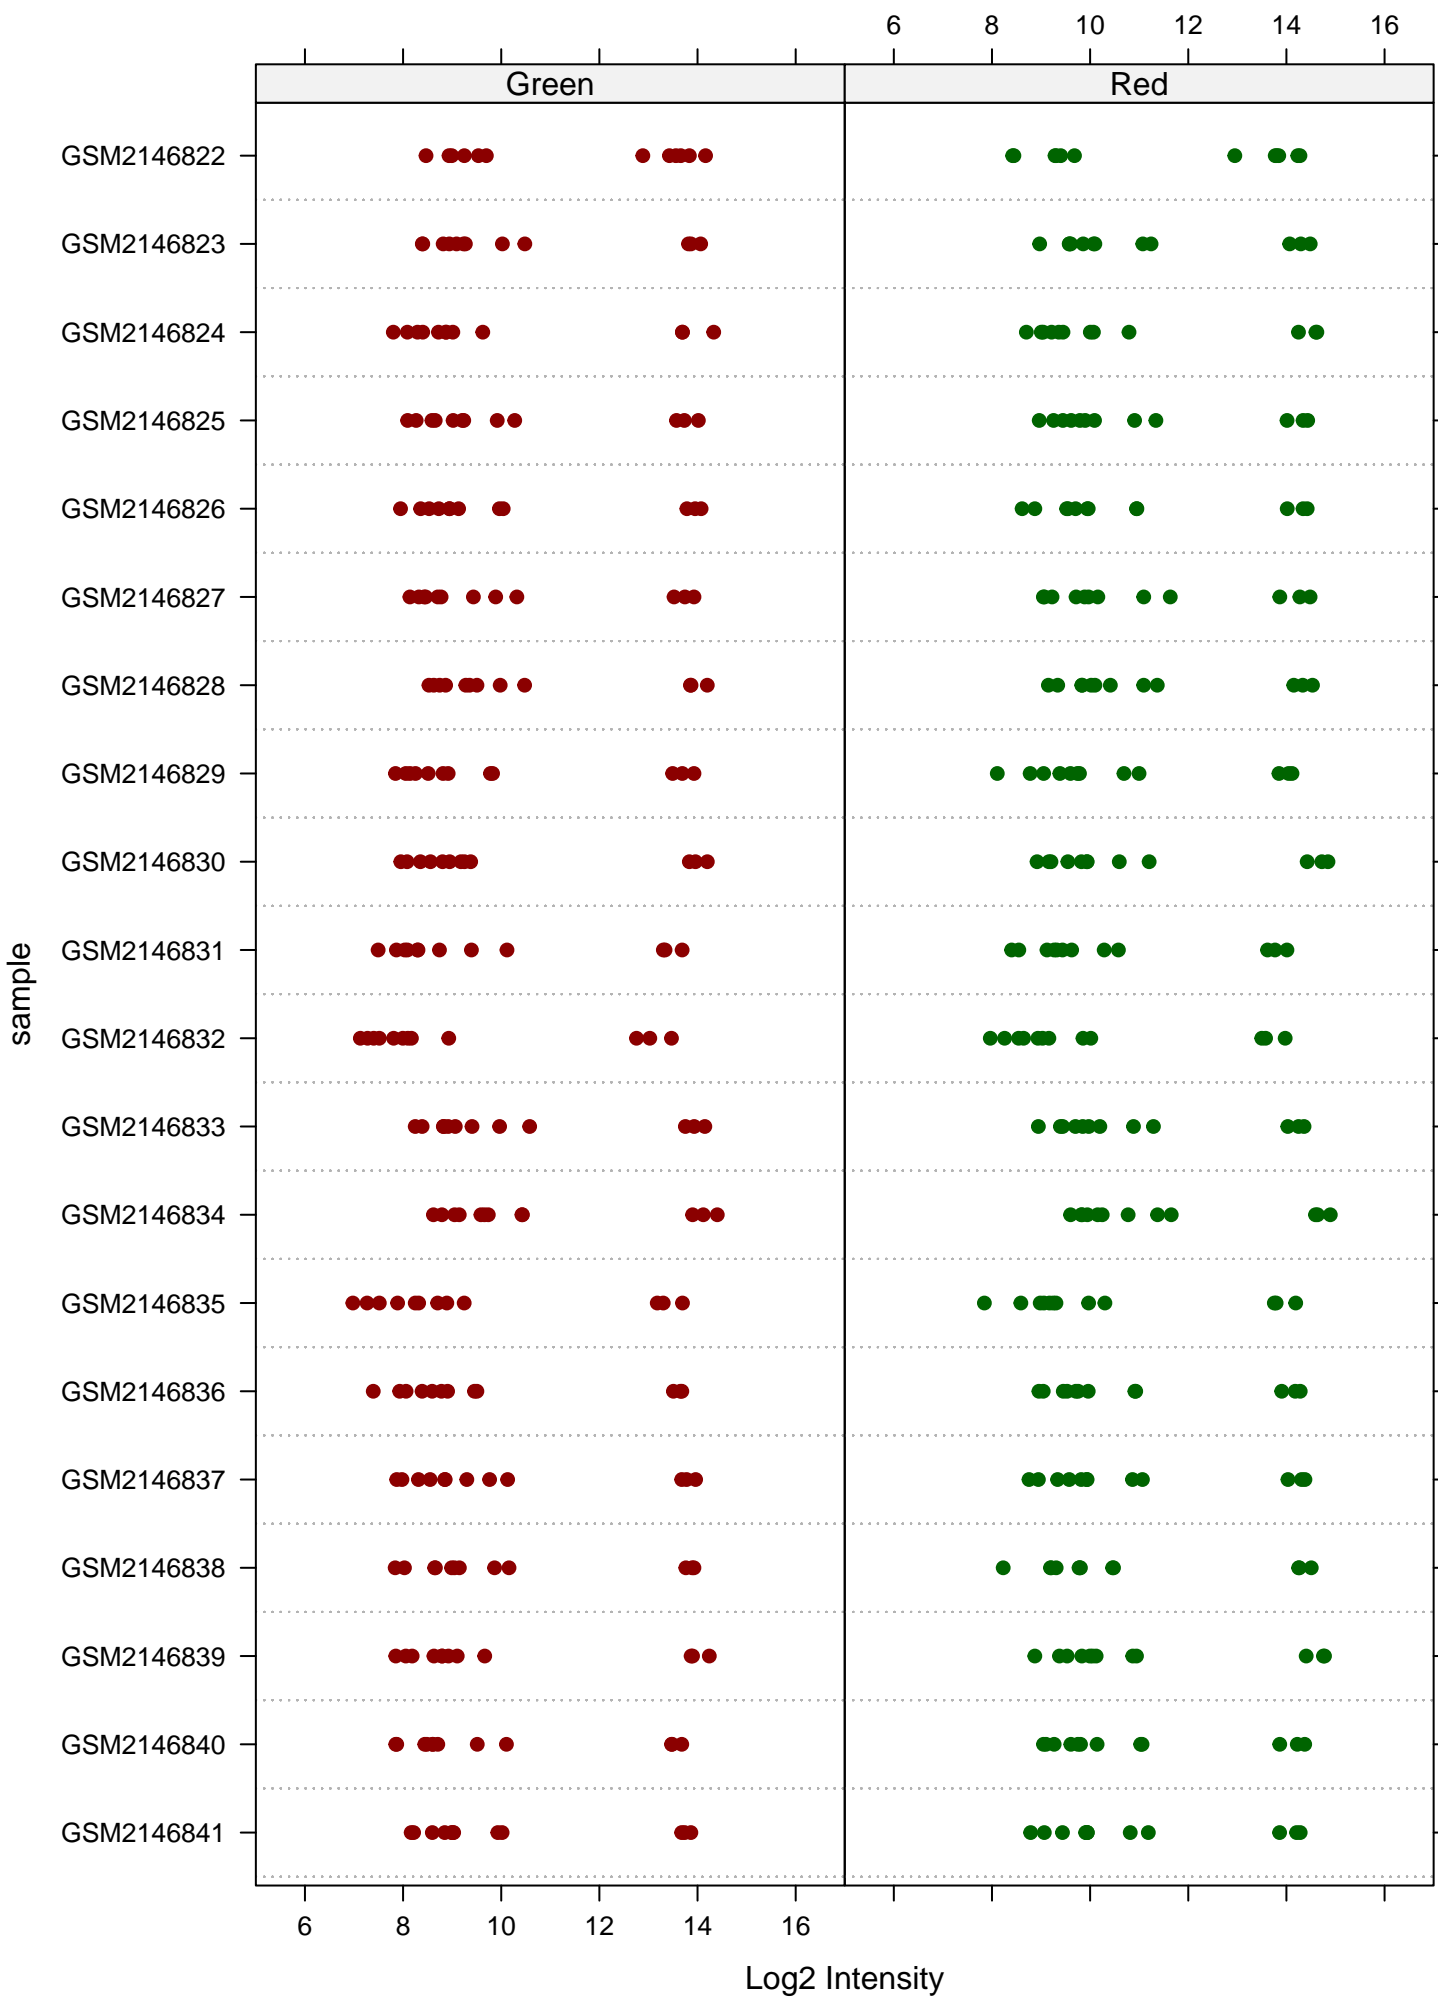 6 8 10 12 14 16
Green Red
GSM2146822
GSM2146823
GSM2146824
GSM2146825
GSM2146826
GSM2146827
GSM2146828
GSM2146829
GSM2146830
GSM2146831
GSM2146832
GSM2146833
GSM2146834
GSM2146835
GSM2146836
GSM2146837
GSM2146838
GSM2146839
GSM2146840
GSM2146841
sample
6 8 10 12 14 16
Log2 Intensity